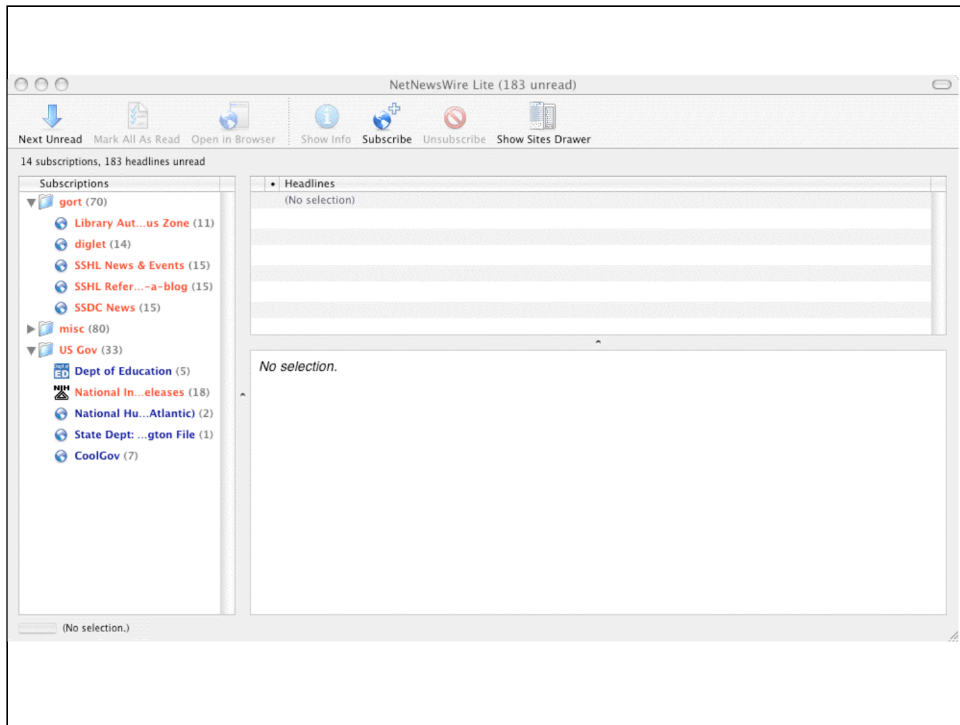 NetNewsWire Lite (183 unread)
Next Unread Mark All As Read Open in Browser Show Info Subscribe Unsubscribe Show Sites Drawer
14 subscriptions, 183 headlines unread
Subscriptions
gort (70)
Library Aut...us Zone (11)
diglet (14)
SSHL News & Events (15)
SSHL Refer...-a-blog (15)
SSDC News (15)
misc (80)
US Gov (33)
ED Dept of Education (5)
NIH National In...eleases (18)
National Hu...Atlantic) (2)
State Dept: ...gton File (1)
CoolGov (7)
• Headlines
(No selection)
No selection.
(No selection.)